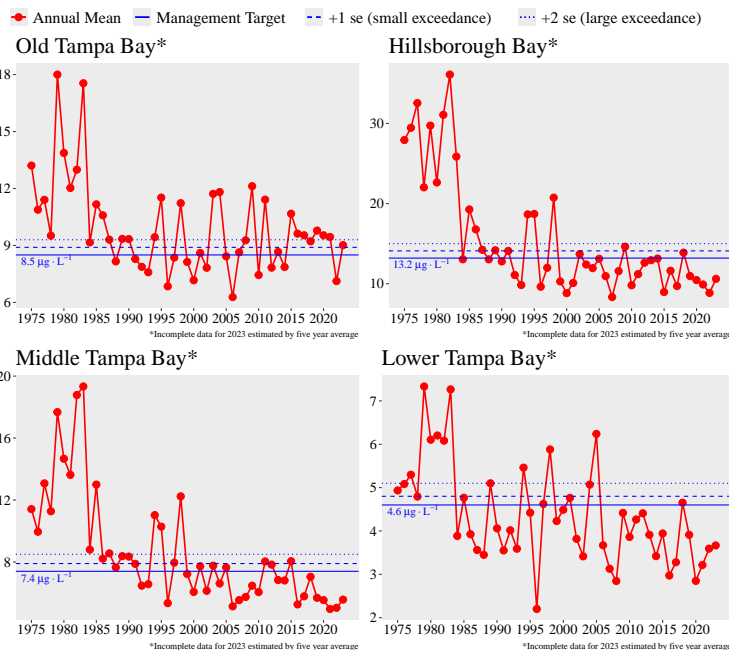 Annual Mean Management Target +1 se (small exceedance) +2 se (large exceedance)
Old Tampa Bay* Hillsborough Bay*
18
15
12
9
6
8.5 μg · L⁻¹
1975 1980 1985 1990 1995 2000 2005 2010 2015 2020
*Incomplete data for 2023 estimated by five year average
30
20
10
13.2 μg · L⁻¹
1975 1980 1985 1990 1995 2000 2005 2010 2015 2020
*Incomplete data for 2023 estimated by five year average
Middle Tampa Bay* Lower Tampa Bay*
20
16
12
8
7.4 μg · L⁻¹
1975 1980 1985 1990 1995 2000 2005 2010 2015 2020
*Incomplete data for 2023 estimated by five year average
7
6
5
4
3
2
4.6 μg · L⁻¹
1975 1980 1985 1990 1995 2000 2005 2010 2015 2020
*Incomplete data for 2023 estimated by five year average